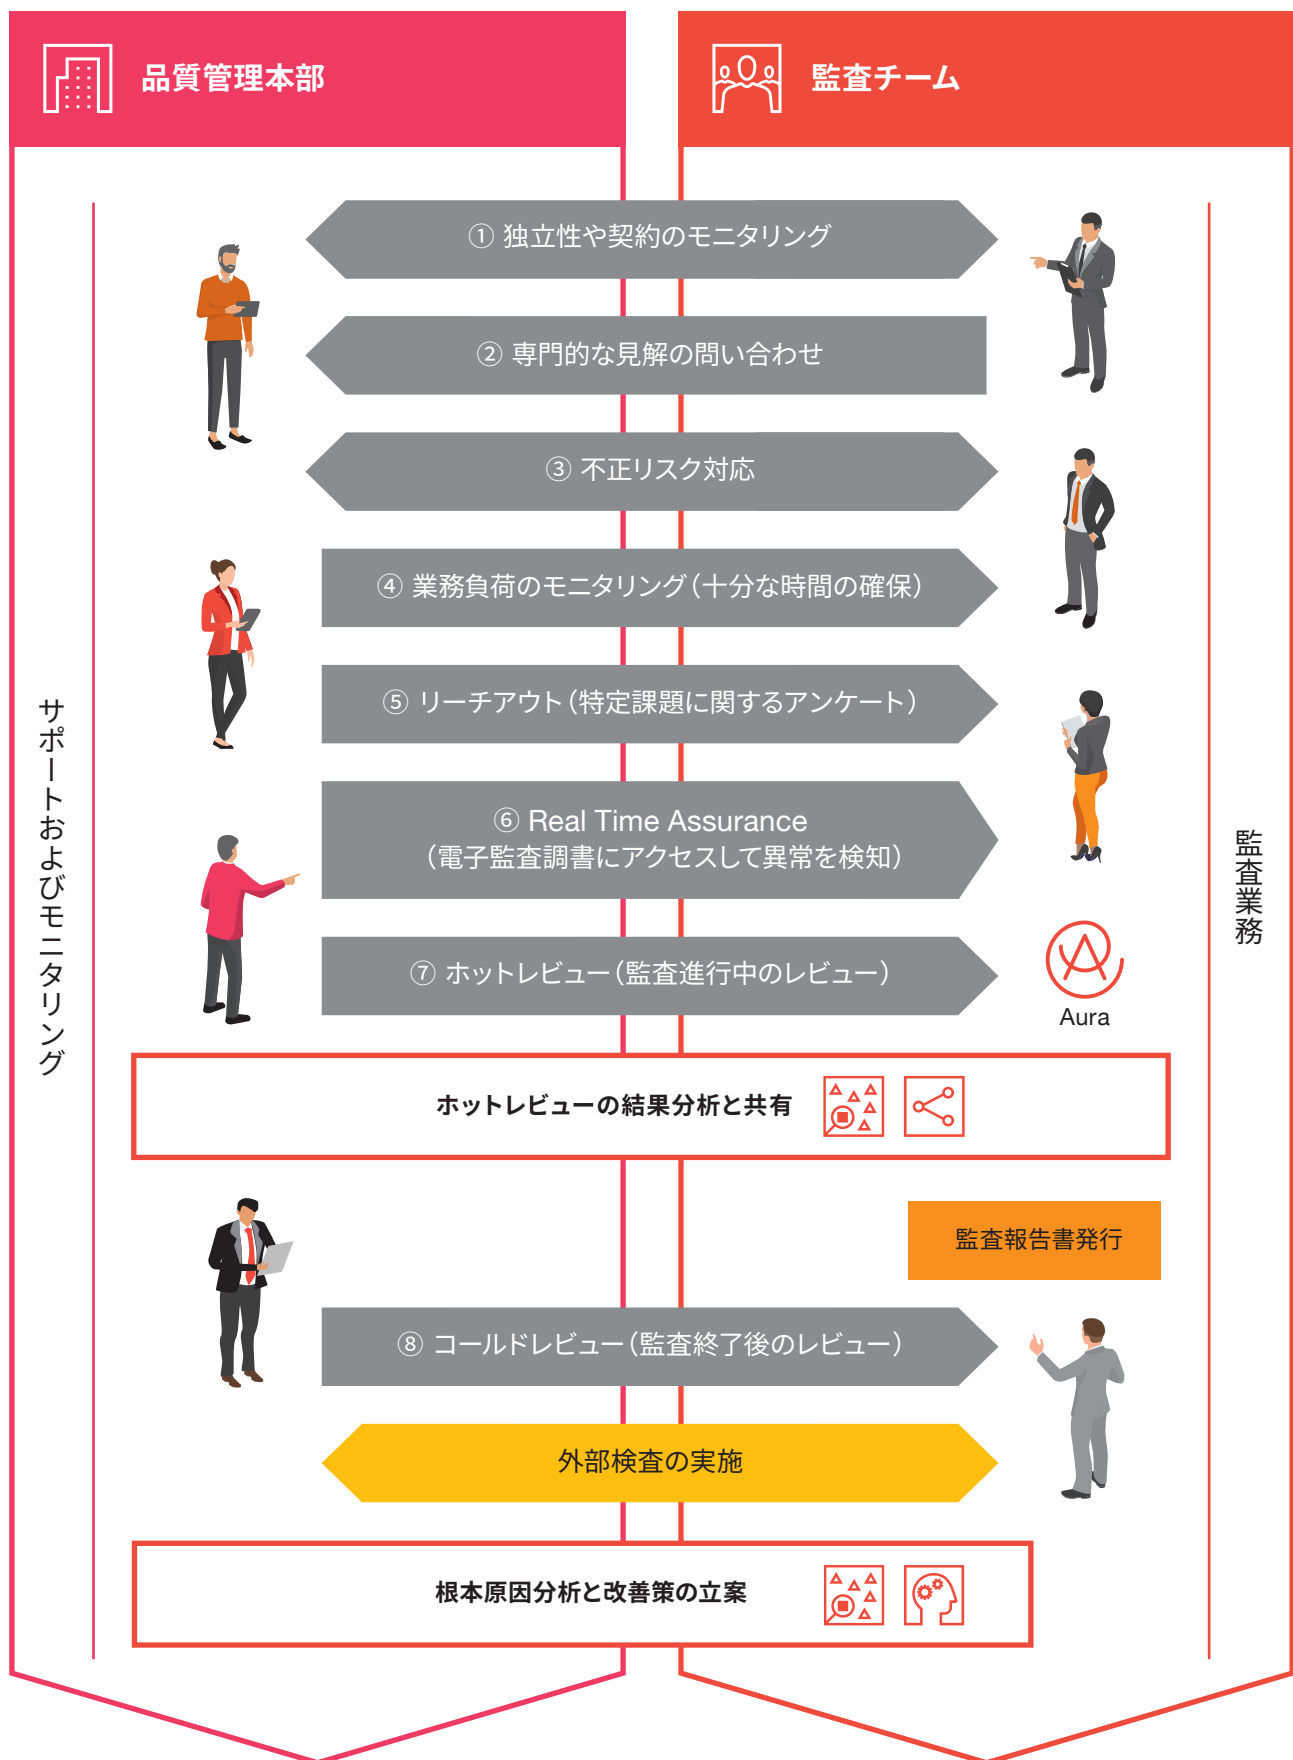 品質管理本部
監査チーム
① 独立性や契約のモニタリング
② 専門的な見解の問い合わせ
③ 不正リスク対応
④ 業務負荷のモニタリング（十分な時間の確保）
⑤ リーチアウト（特定課題に関するアンケート）
⑥ Real Time Assurance
（電子監査調書にアクセスして異常を検知）
⑦ ホットレビュー（監査進行中のレビュー）
Aura
サポートおよびモニタリング
監査業務
ホットレビューの結果分析と共有
監査報告書発行
⑧ コールドレビュー（監査終了後のレビュー）
外部検査の実施
根本原因分析と改善策の立案